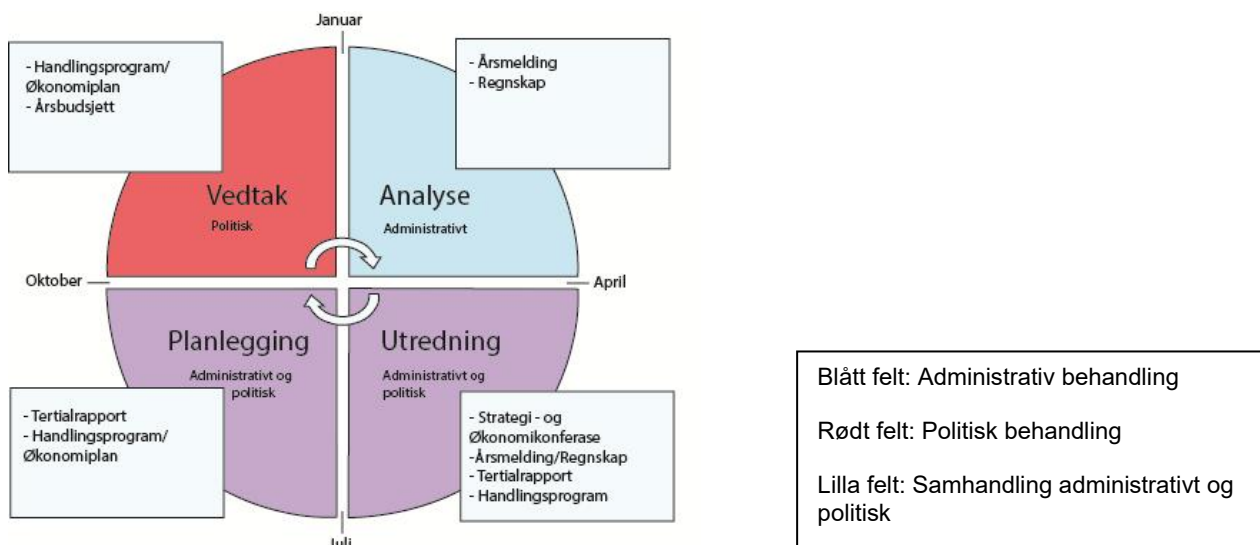 Januar
- Handlingsprogram/
Økonomiplan
- Årsbudsjett
- Årsmelding
- Regnskap
Vedtak
Politisk
Analyse
Administrativt
Oktober
April
Planlegging
Administrativt og
politisk
Utredning
Administrativt og
politisk
- Tertialrapport
- Handlingsprogram/
Økonomiplan
- Strategi - og
Økonomikonferase
-Årsmelding/Regnskap
- Tertialrapport
- Handlingsprogram
Juli
Blått felt: Administrativ behandling
Rødt felt: Politisk behandling
Lilla felt: Samhandling administrativt og
politisk